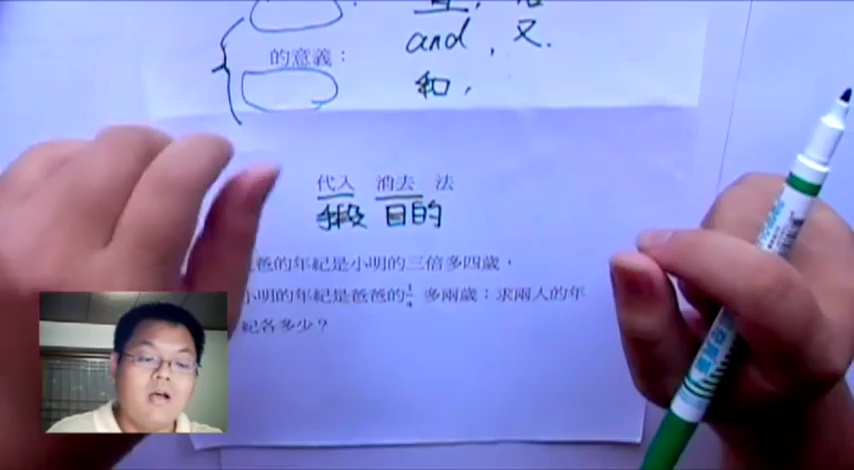 and , 又.
的意義：
和 ,
代入 消去 法
手段 目的
爸的年紀是小明的三倍多四歲，
小明的年紀是爸爸的1/4 多兩歲：求兩人的年
紀各多少？